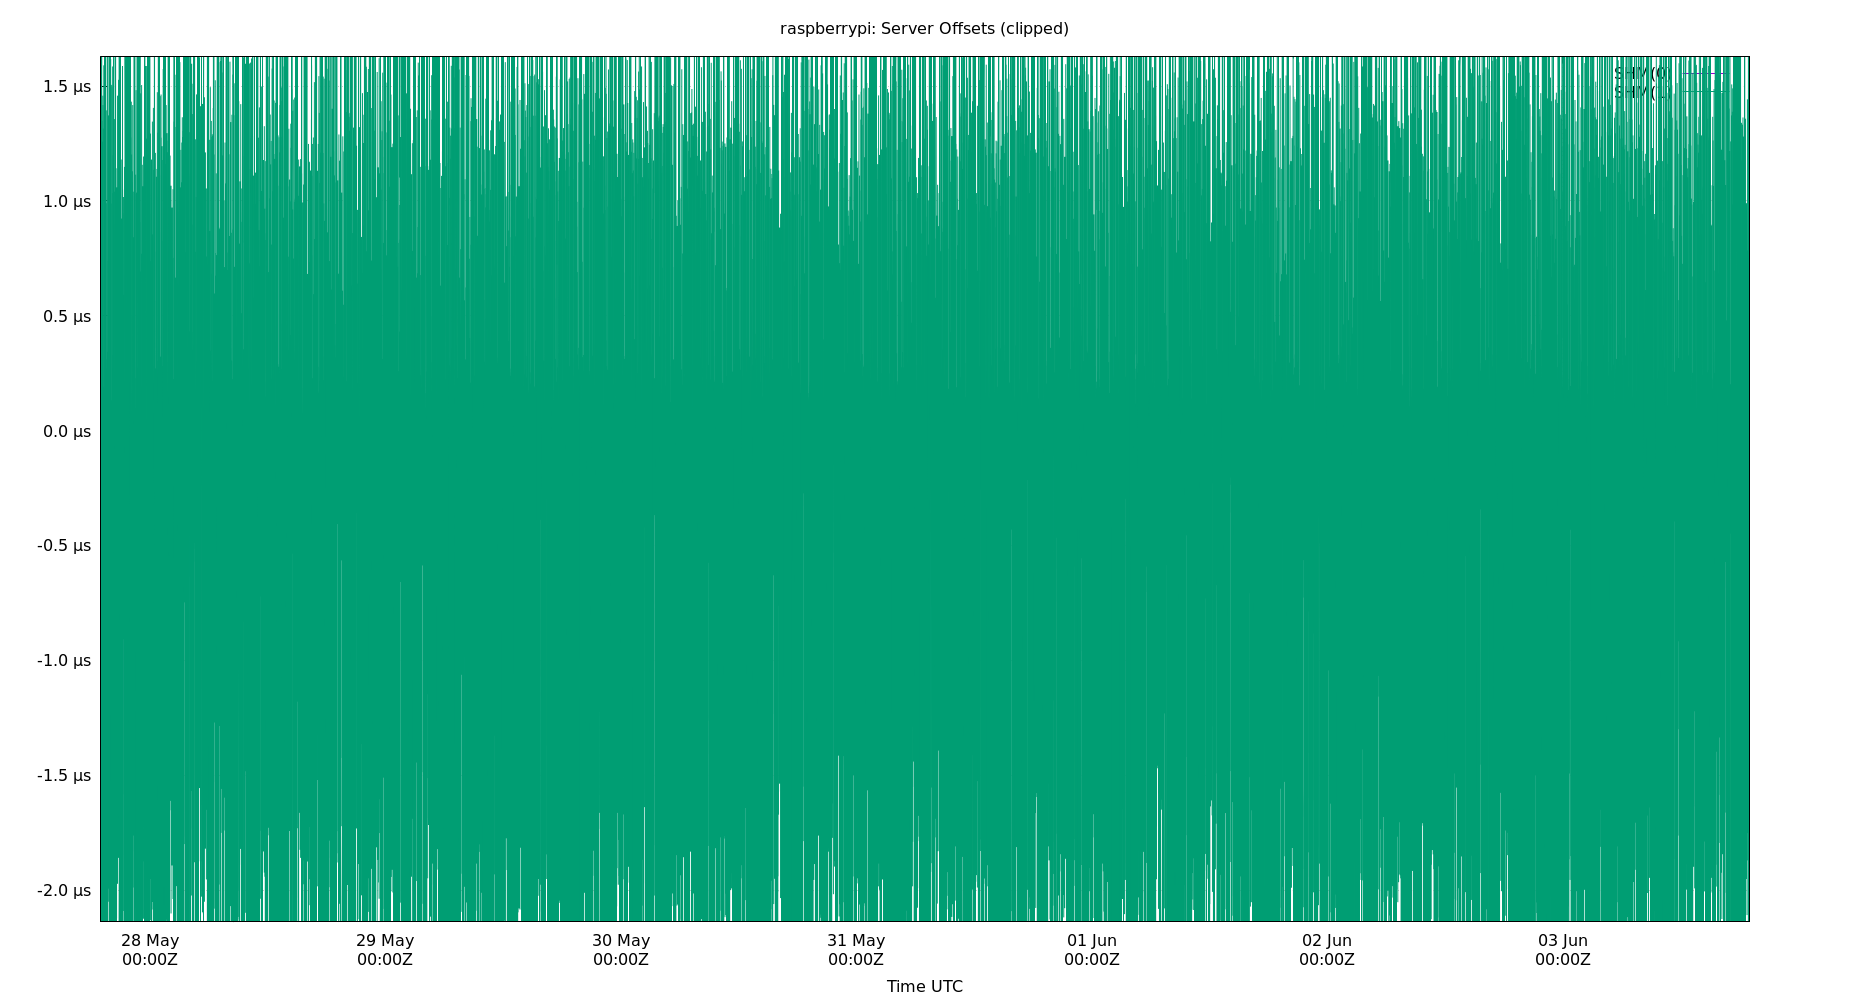 raspberrypi: Server Offsets (clipped)
1.5 µs
1.0 µs
0.5 µs
0.0 µs
-0.5 µs
-1.0 µs
-1.5 µs
-2.0 µs
28 May
00:00Z
29 May
00:00Z
30 May
00:00Z
31 May
00:00Z
01 Jun
00:00Z
02 Jun
00:00Z
03 Jun
00:00Z
Time UTC